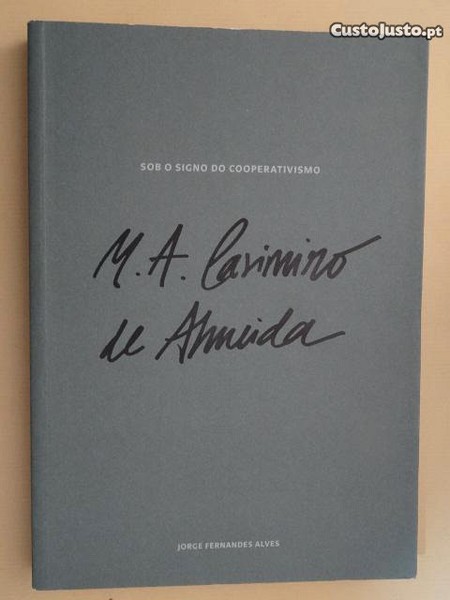 CustoJusto.pt
SOB O SIGNO DO COOPERATIVISMO
M. A. Casimiro
de Almeida
JORGE FERNANDES ALVES